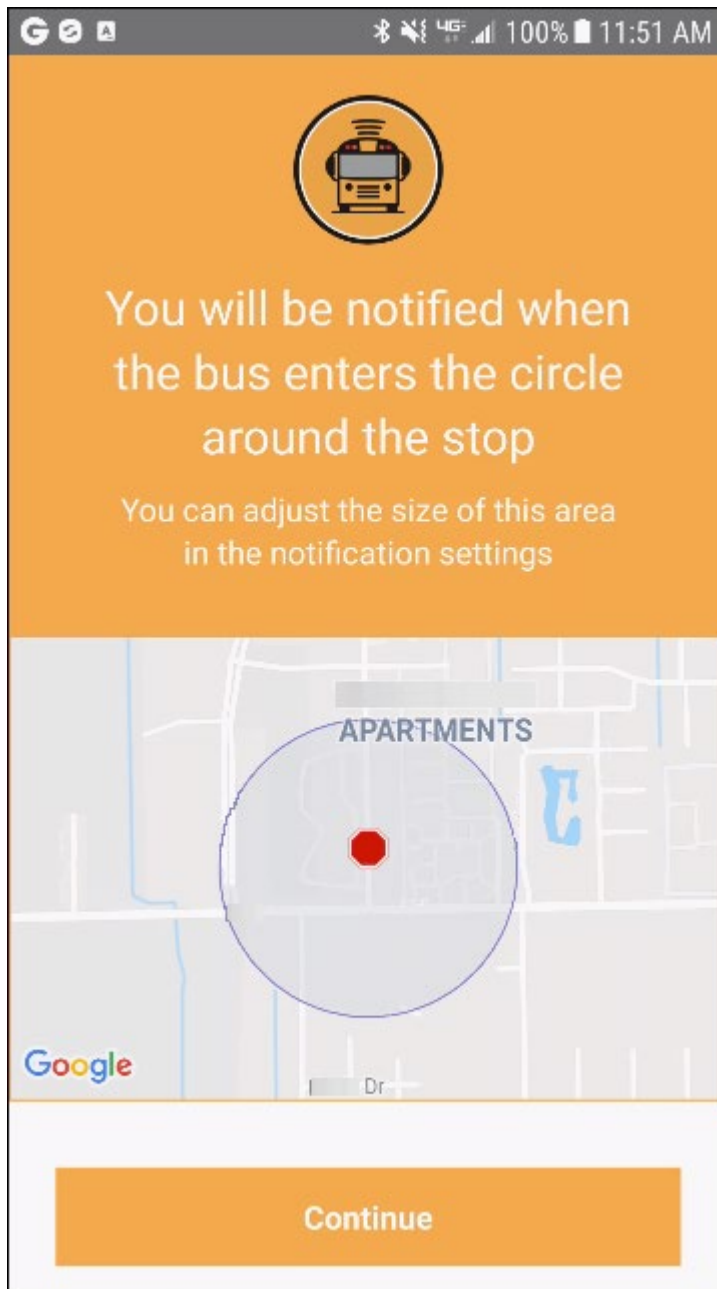 4G 100% 11:51 AM
You will be notified when
the bus enters the circle
around the stop
You can adjust the size of this area
in the notification settings
APARTMENTS
Google
Dr
Continue